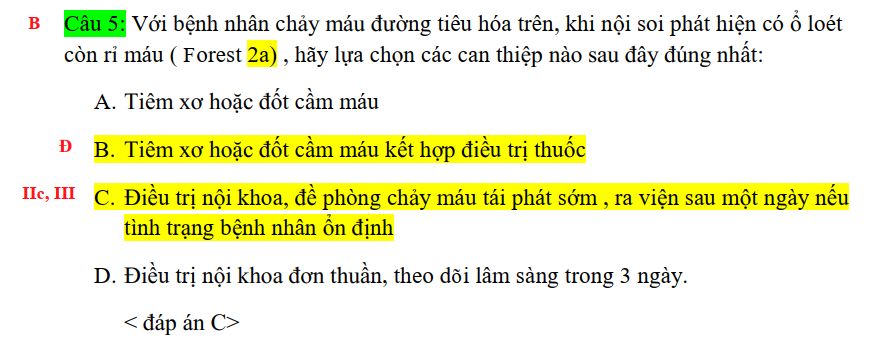 B Câu 5: Với bệnh nhân chảy máu đường tiêu hóa trên, khi nội soi phát hiện có ổ loét
còn rỉ máu ( Forest 2a) , hãy lựa chọn các can thiệp nào sau đây đúng nhất:
A. Tiêm xơ hoặc đốt cầm máu
Đ B. Tiêm xơ hoặc đốt cầm máu kết hợp điều trị thuốc
IIc, III C. Điều trị nội khoa, đề phòng chảy máu tái phát sớm , ra viện sau một ngày nếu
tình trạng bệnh nhân ổn định
D. Điều trị nội khoa đơn thuần, theo dõi lâm sàng trong 3 ngày.
< đáp án C>